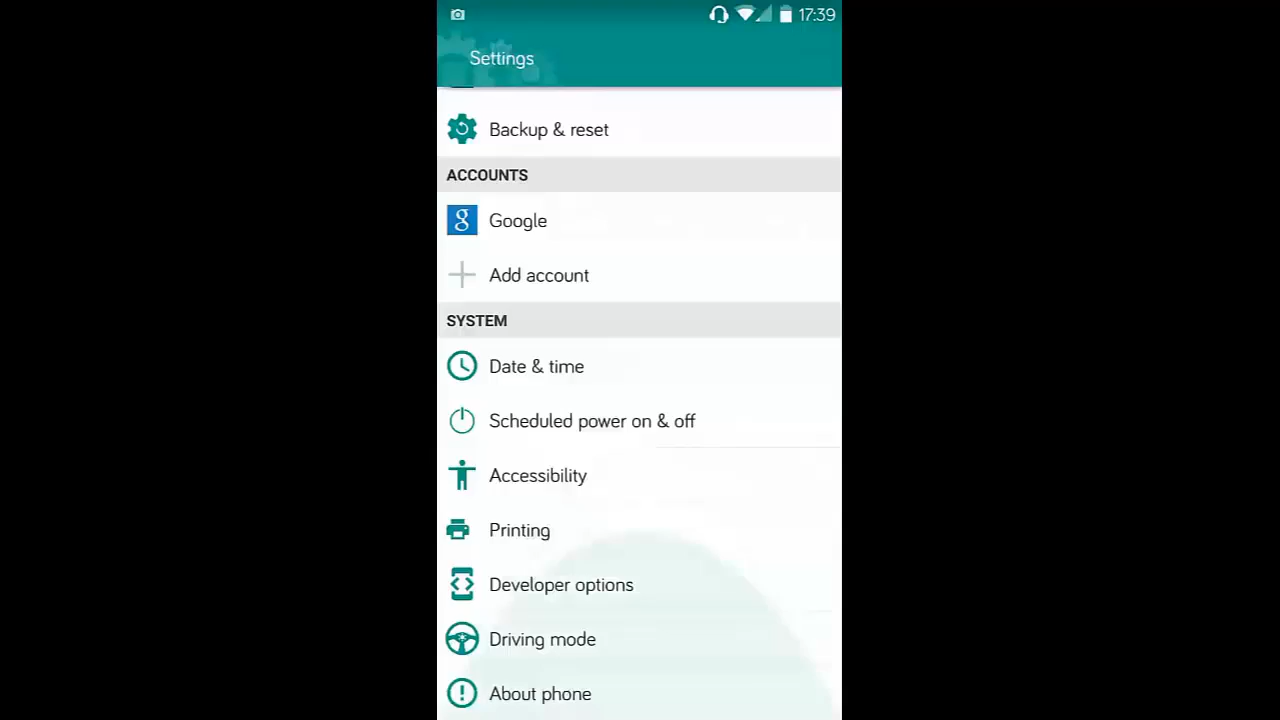 17:39
Settings
Backup & reset
ACCOUNTS
g Google
Add account
SYSTEM
Date & time
Scheduled power on & off
Accessibility
Printing
Developer options
Driving mode
About phone